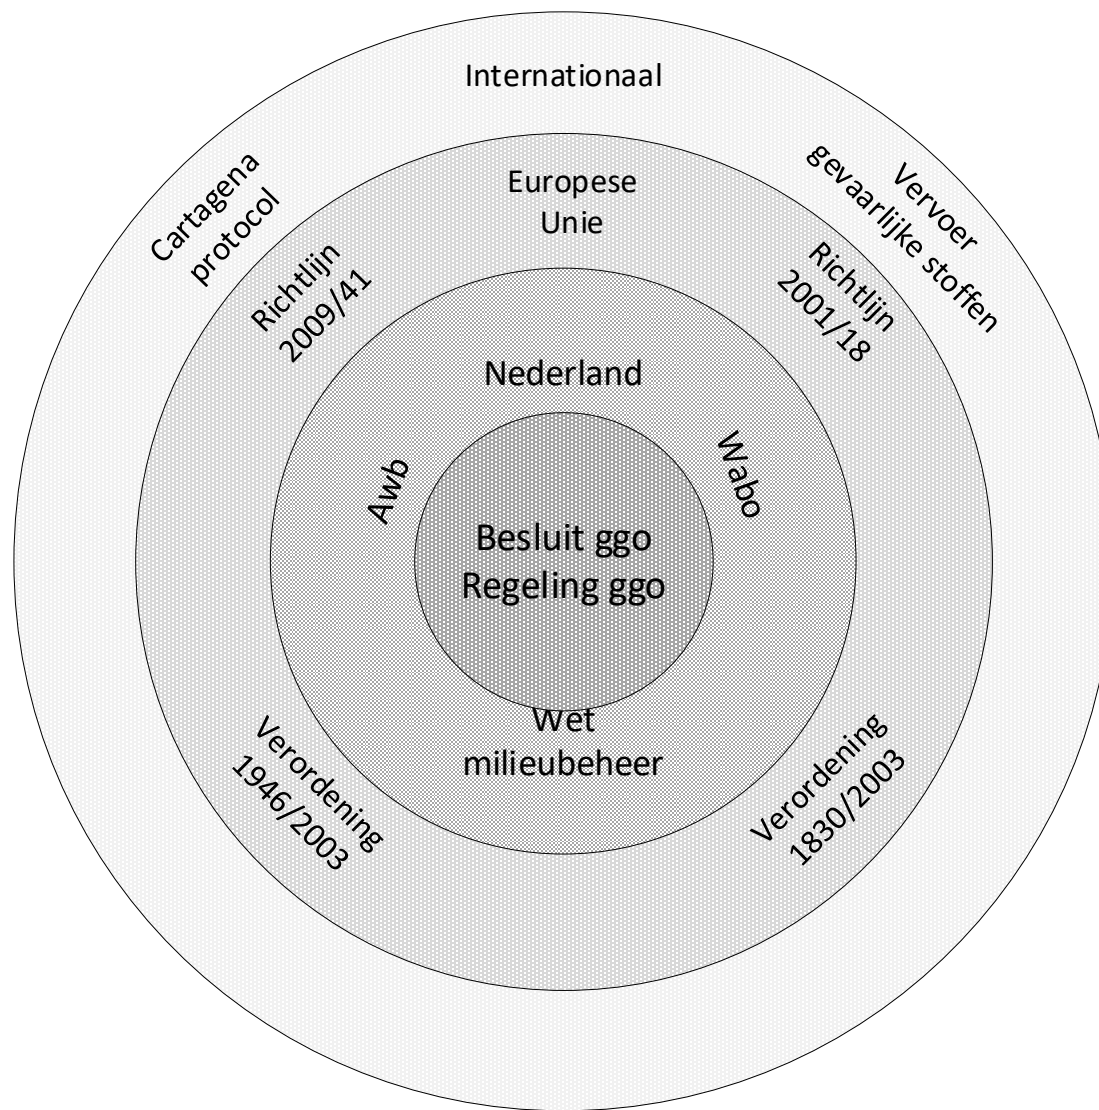 Internationaal
Cartagena
protocol
Vervoer
gevaarlijke stoffen
Europese
Unie
Richtlijn
2009/41
Richtlijn
2001/18
Nederland
Awb
Wabo
Besluit ggo
Regeling ggo
Wet
milieubeheer
Verordening
1946/2003
Verordening
1830/2003